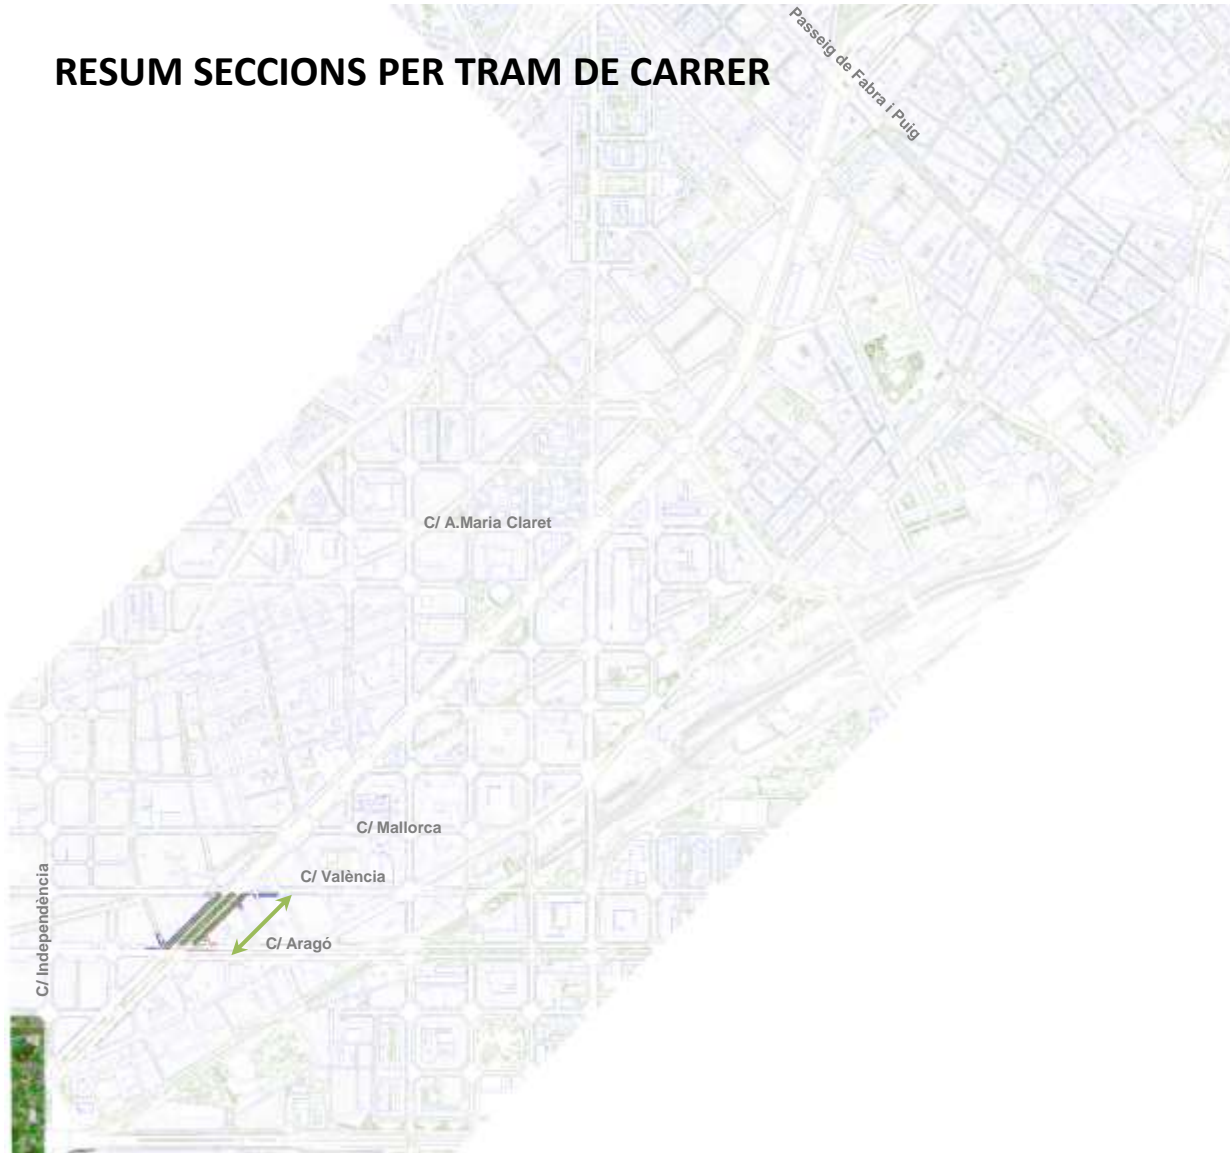 RESUM SECCIONS PER TRAM DE CARRER
Passeig de Fabra i Puig
C/ A.Maria Claret
C/ Mallorca
C/ València
C/ Aragó
C/ Independència